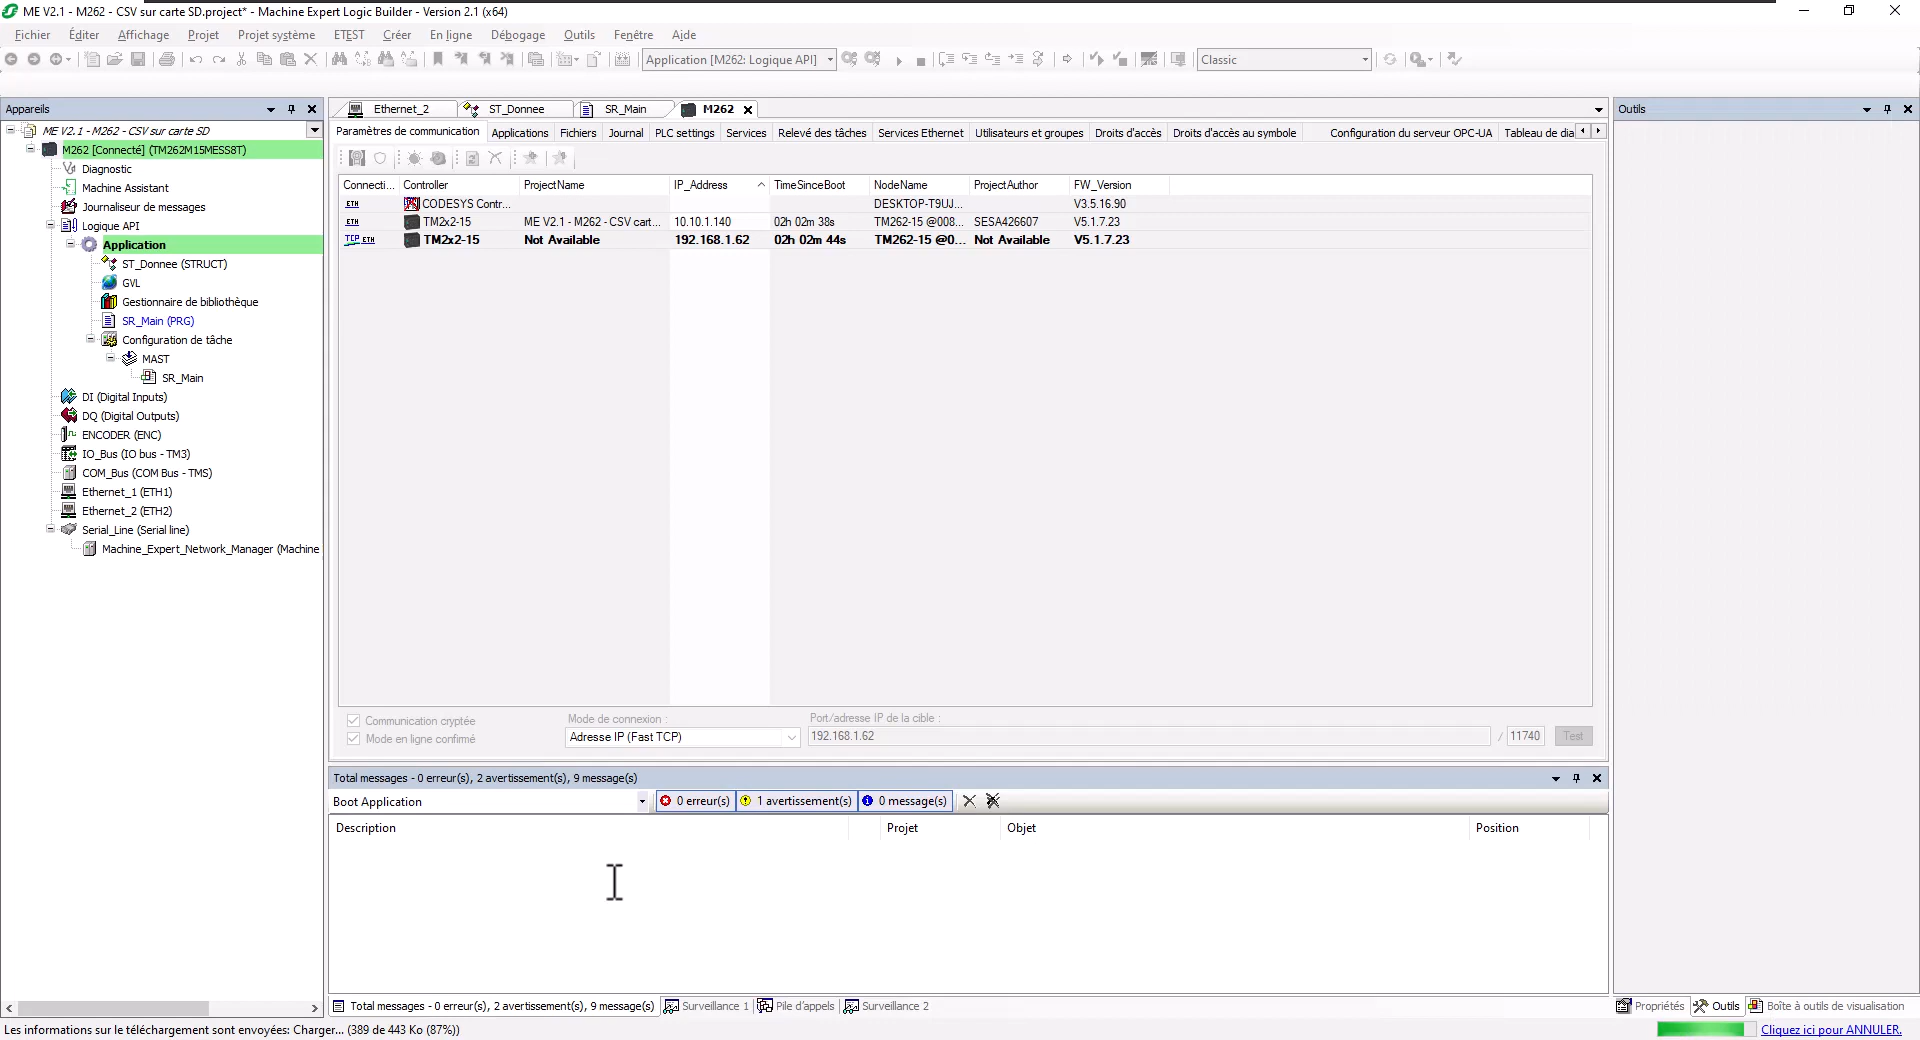 ME V2.1 - M262 - CSV sur carte SD.project* - Machine Expert Logic Builder - Version 2.1 (x64)
Fichier Éditer Affichage Projet Projet système ETEST Créer En ligne Débogage Outils Fenêtre Aide
Application [M262: Logique API] Classic
Appareils
ME V2. 1 - M262 - CSV sur carte SD
M262 [Connecté] (TM262M15MESS8T)
Diagnostic
Machine Assistant
Journaliseur de messages
Logique API
Application
ST_Donnee (STRUCT)
GVL
Gestionnaire de bibliothèque
SR_Main (PRG)
Configuration de tâche
MAST
SR_Main
DI (Digital Inputs)
DQ (Digital Outputs)
ENCODER (ENC)
IO_Bus (IO bus - TM3)
COM_Bus (COM Bus - TMS)
Ethernet_1 (ETH1)
Ethernet_2 (ETH2)
Serial_Line (Serial line)
Machine_Expert_Network_Manager (Machine
Ethernet_2 ST_Donnee SR_Main M262
Paramètres de communication Applications Fichiers Journal PLC settings Services Relevé des tâches Services Ethernet Utilisateurs et groupes Droits d'accès Droits d'accès au symbole Configuration du serveur OPC-UA Tableau de dia
Connecti... Controller ProjectName IP_Address TimeSinceBoot NodeName ProjectAuthor FW_Version
ETH CODESYS Contr... DESKTOP-T9UJ... V3.5.16.90
ETH TM2x2-15 ME V2.1 - M262 - CSV cart... 10.10.1.140 02h 02m 38s TM262-15 @008... SESA426607 V5.1.7.23
TCP ETH TM2x2-15 Not Available 192.168.1.62 02h 02m 44s TM262-15 @0... Not Available V5.1.7.23
Communication cryptée
Mode en ligne confirmé
Mode de connexion :
Adresse IP (Fast TCP)
Port/adresse IP de la cible :
192.168.1.62 / 11740 Test
Total messages - 0 erreur(s), 2 avertissement(s), 9 message(s)
Boot Application 0 erreur(s) 1 avertissement(s) 0 message(s)
Description Projet Objet Position
Total messages - 0 erreur(s), 2 avertissement(s), 9 message(s) Surveillance 1 Pile d'appels Surveillance 2
Outils
Propriétés Outils Boîte à outils de visualisation
Les informations sur le téléchargement sont envoyées: Charger... (389 de 443 Ko (87%)) Cliquez ici pour ANNULER.